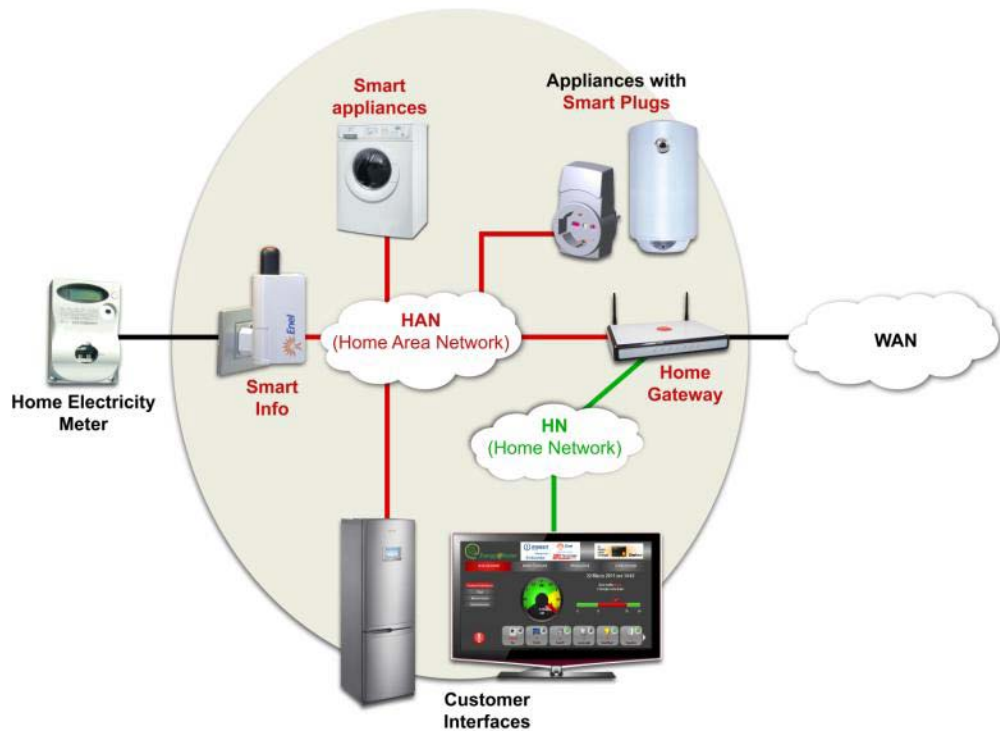 Smart
appliances
Appliances with
Smart Plugs
Enel
HAN
(Home Area Network)
WAN
Home Electricity
Meter
Smart
Info
Home
Gateway
HN
(Home Network)
Customer
Interfaces